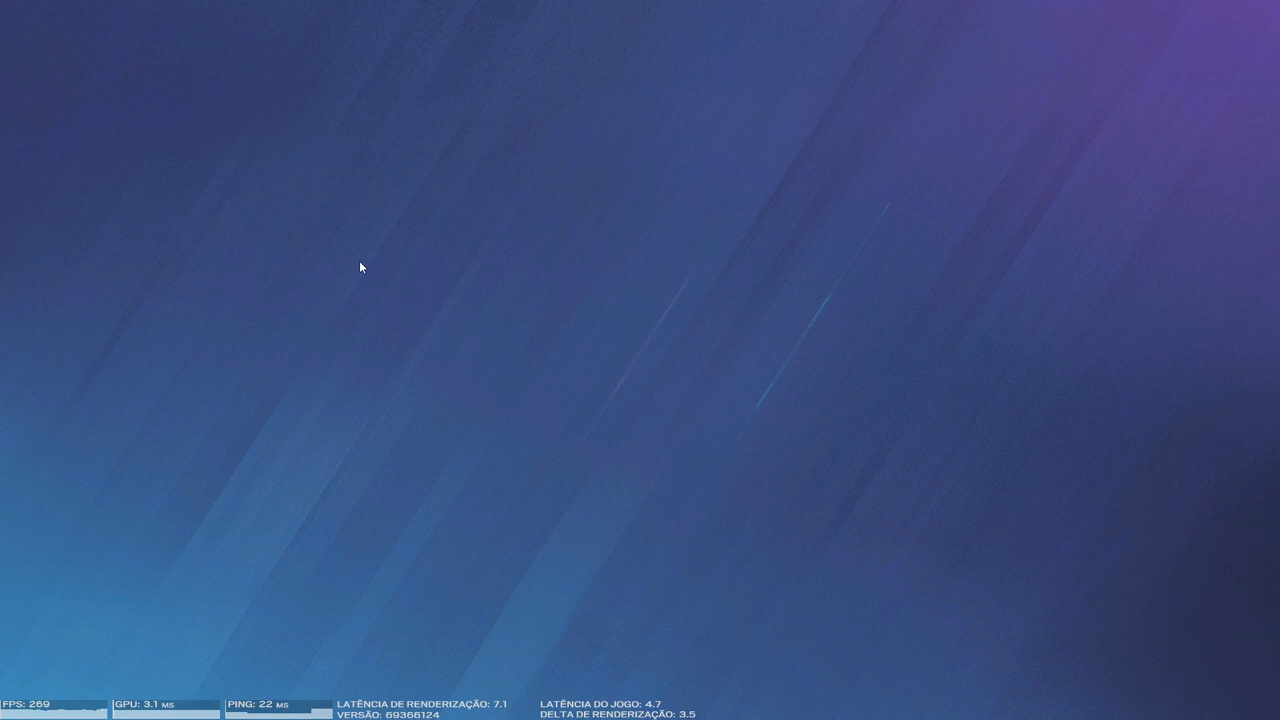 FPS: 269 GPU: 3.1 MS PING: 22 MS LATÊNCIA DE RENDERIZAÇÃO: 7.1 LATÊNCIA DO JOGO: 4.7
VERSÃO: 69366124 DELTA DE RENDERIZAÇÃO: 3.5